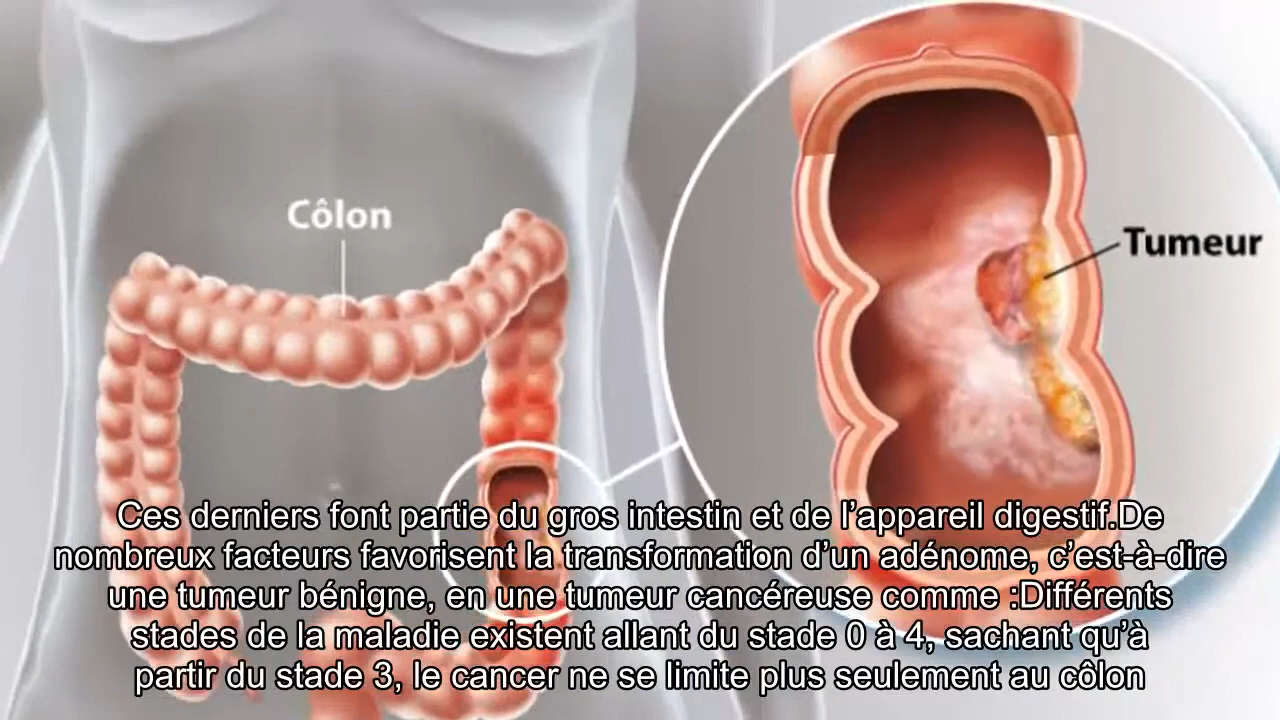 Côlon
Tumeur
Ces derniers font partie du gros intestin et de l’appareil digestif.De
nombreux facteurs favorisent la transformation d’un adénome, c’est-à-dire
une tumeur bénigne, en une tumeur cancéreuse comme :Différents
stades de la maladie existent allant du stade 0 à 4, sachant qu’à
partir du stade 3, le cancer ne se limite plus seulement au côlon